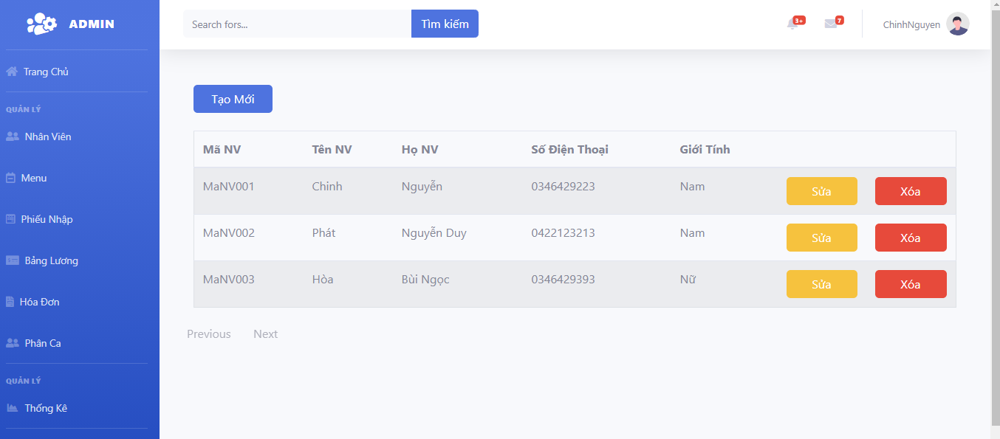 ADMIN
Search fors...
Tìm kiếm
3+
7
ChinhNguyen
Trang Chủ
QUẢN LÝ
Nhân Viên
Menu
Phiếu Nhập
Bảng Lương
Hóa Đơn
Phân Ca
QUẢN LÝ
Thống Kê
Tạo Mới
Mã NV Tên NV Họ NV Số Điện Thoại Giới Tính
MaNV001 Chinh Nguyễn 0346429223 Nam Sửa Xóa
MaNV002 Phát Nguyễn Duy 0422123213 Nam Sửa Xóa
MaNV003 Hòa Bùi Ngọc 0346429393 Nữ Sửa Xóa
Previous Next